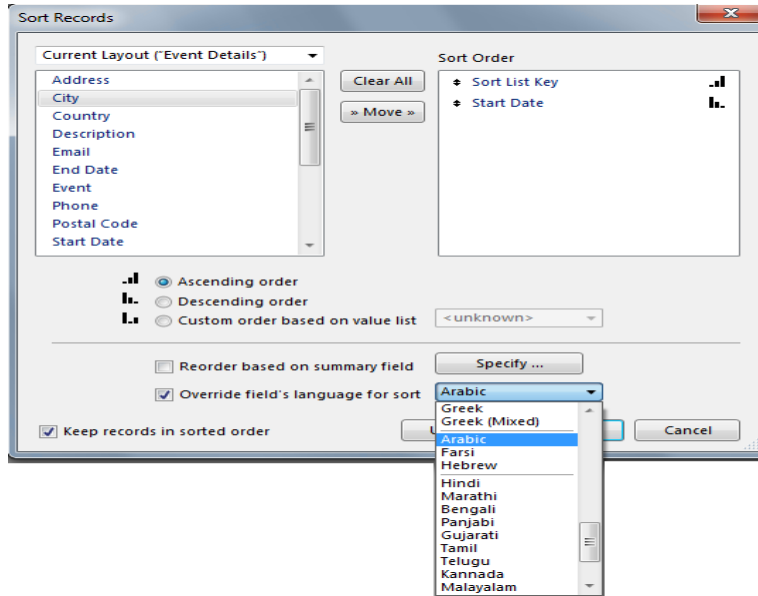 Sort Records
Current Layout ("Event Details")
Sort Order
Address
City
Country
Description
Email
End Date
Event
Phone
Postal Code
Start Date
Clear All
» Move »
Sort List Key
Start Date
Ascending order
Descending order
Custom order based on value list
<unknown>
Reorder based on summary field
Specify ...
Override field's language for sort
Arabic
Keep records in sorted order
Cancel
Greek
Greek (Mixed)
Arabic
Farsi
Hebrew
Hindi
Marathi
Bengali
Panjabi
Gujarati
Tamil
Telugu
Kannada
Malayalam